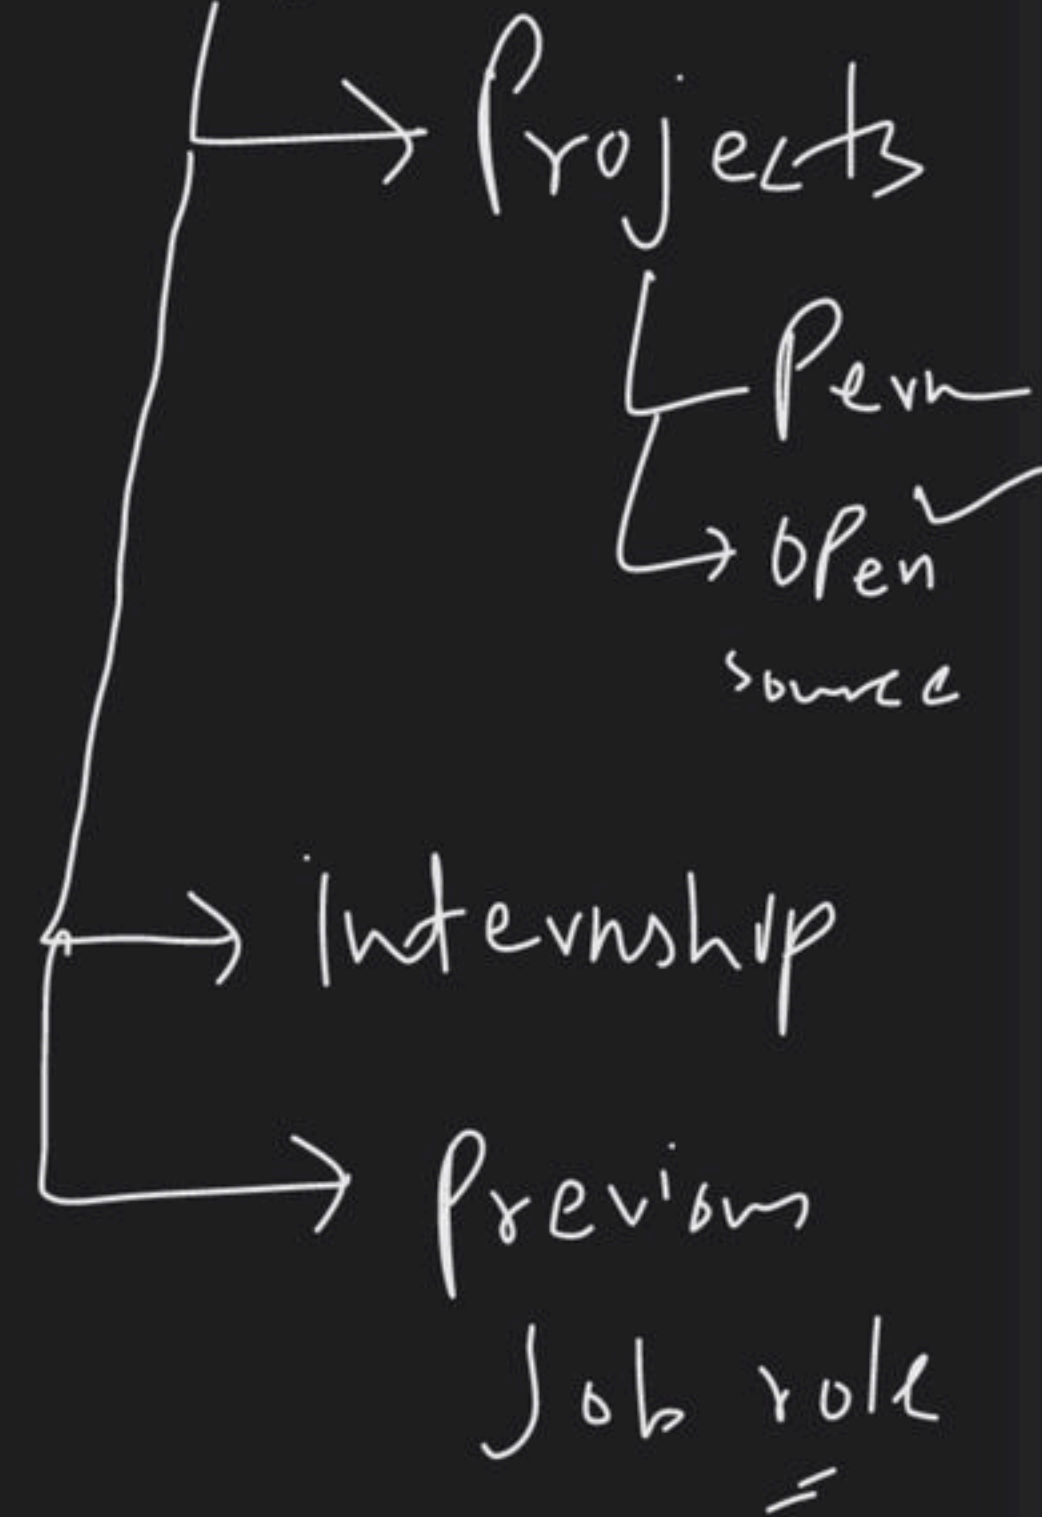 Projects
Pern
open
source
internship
Previous
Job role